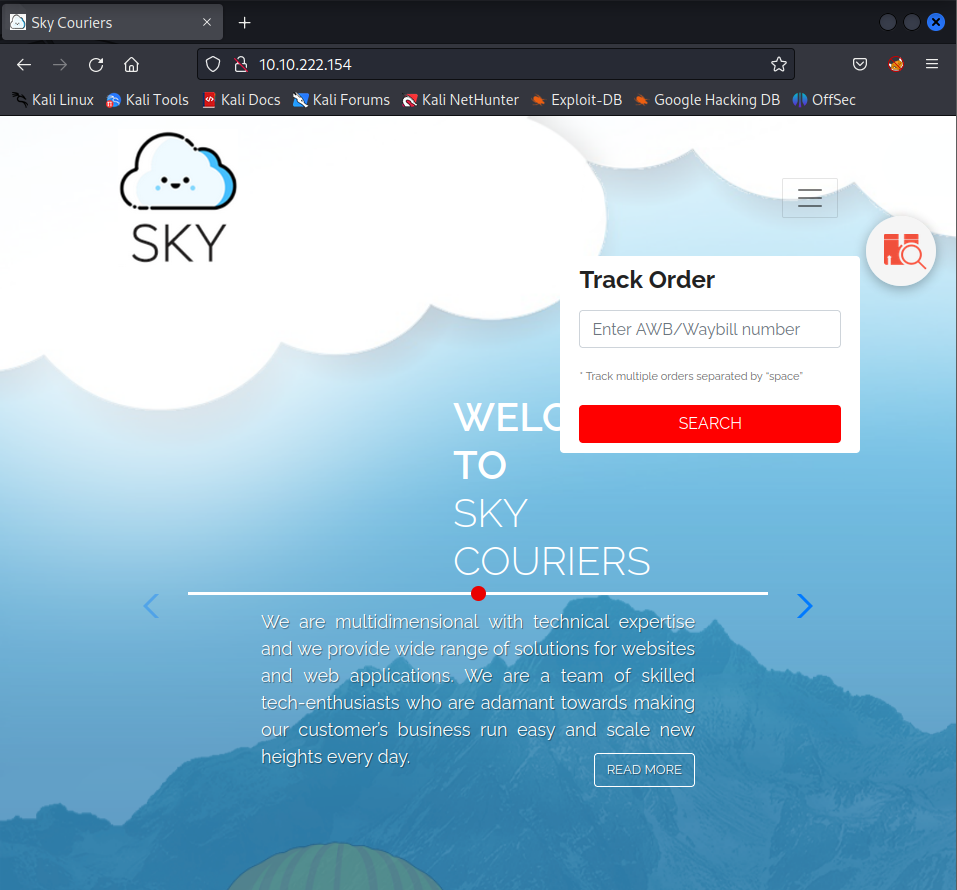 Sky Couriers
10.10.222.154
Kali Linux Kali Tools Kali Docs Kali Forums Kali NetHunter Exploit-DB Google Hacking DB OffSec
SKY
Track Order
Enter AWB/Waybill number
* Track multiple orders separated by “space”
SEARCH
WELC
TO
SKY
COURIERS
We are multidimensional with technical expertise
and we provide wide range of solutions for websites
and web applications. We are a team of skilled
tech-enthusiasts who are adamant towards making
our customer’s business run easy and scale new
heights every day.
READ MORE